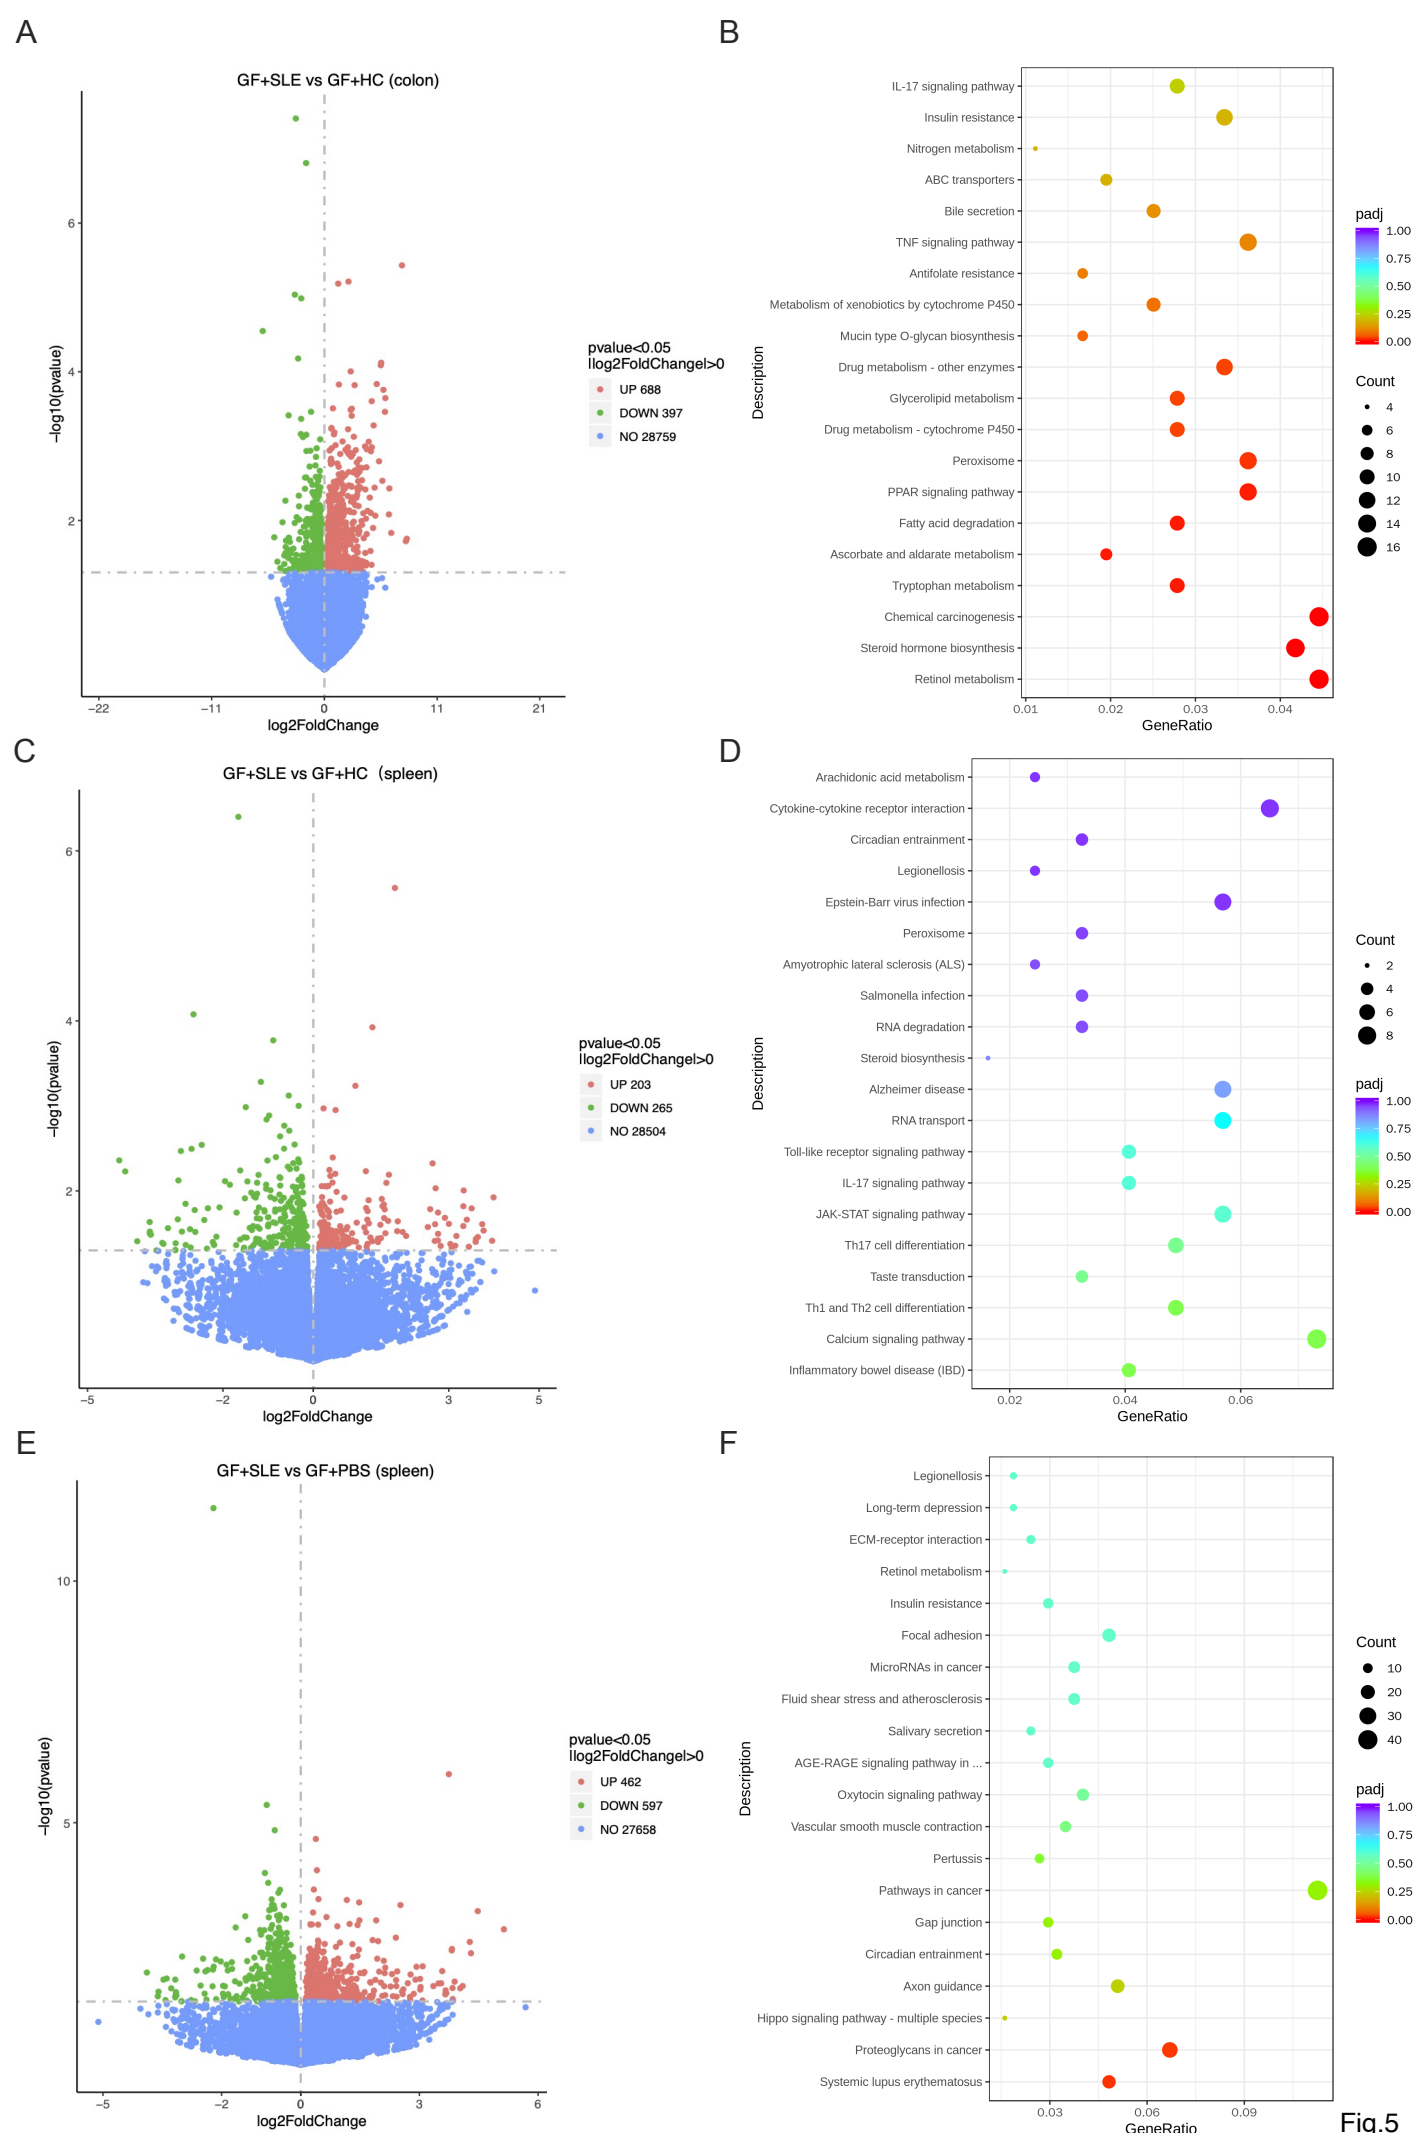 A
GF+SLE vs GF+HC (colon)
−log10(pvalue)
6
4
2
−22
−11
0
11
21
log2FoldChange
pvalue<0.05
|log2FoldChange|>0
UP 688
DOWN 397
NO 28759
B
Description
IL-17 signaling pathway
Insulin resistance
Nitrogen metabolism
ABC transporters
Bile secretion
TNF signaling pathway
Antifolate resistance
Metabolism of xenobiotics by cytochrome P450
Mucin type O-glycan biosynthesis
Drug metabolism - other enzymes
Glycerolipid metabolism
Drug metabolism - cytochrome P450
Peroxisome
PPAR signaling pathway
Fatty acid degradation
Ascorbate and aldarate metabolism
Tryptophan metabolism
Chemical carcinogenesis
Steroid hormone biosynthesis
Retinol metabolism
0.01
0.02
0.03
0.04
GeneRatio
padj
1.00
0.75
0.50
0.25
0.00
Count
4
6
8
10
12
14
16
C
GF+SLE vs GF+HC (spleen)
−log10(pvalue)
6
4
2
−5
−2
0
3
5
log2FoldChange
pvalue<0.05
|log2FoldChange|>0
UP 203
DOWN 265
NO 28504
D
Description
Arachidonic acid metabolism
Cytokine-cytokine receptor interaction
Circadian entrainment
Legionellosis
Epstein-Barr virus infection
Peroxisome
Amyotrophic lateral sclerosis (ALS)
Salmonella infection
RNA degradation
Steroid biosynthesis
Alzheimer disease
RNA transport
Toll-like receptor signaling pathway
IL-17 signaling pathway
JAK-STAT signaling pathway
Th17 cell differentiation
Taste transduction
Th1 and Th2 cell differentiation
Calcium signaling pathway
Inflammatory bowel disease (IBD)
0.02
0.04
0.06
GeneRatio
Count
2
4
6
8
padj
1.00
0.75
0.50
0.25
0.00
E
GF+SLE vs GF+PBS (spleen)
−log10(pvalue)
10
5
−5
−2
0
3
6
log2FoldChange
pvalue<0.05
|log2FoldChange|>0
UP 462
DOWN 597
NO 27658
F
Description
Legionellosis
Long-term depression
ECM-receptor interaction
Retinol metabolism
Insulin resistance
Focal adhesion
MicroRNAs in cancer
Fluid shear stress and atherosclerosis
Salivary secretion
AGE-RAGE signaling pathway in ...
Oxytocin signaling pathway
Vascular smooth muscle contraction
Pertussis
Pathways in cancer
Gap junction
Circadian entrainment
Axon guidance
Hippo signaling pathway - multiple species
Proteoglycans in cancer
Systemic lupus erythematosus
0.03
0.06
0.09
GeneRatio
Count
10
20
30
40
padj
1.00
0.75
0.50
0.25
0.00
Fig.5